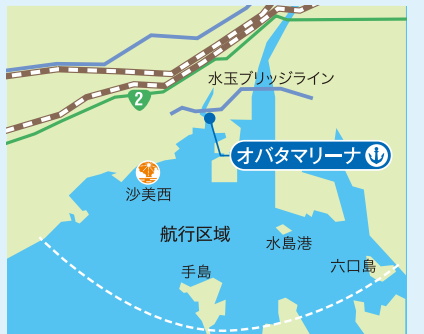 水玉ブリッジライン
2
オバタマリーナ
沙美西
航行区域
水島港
六口島
手島